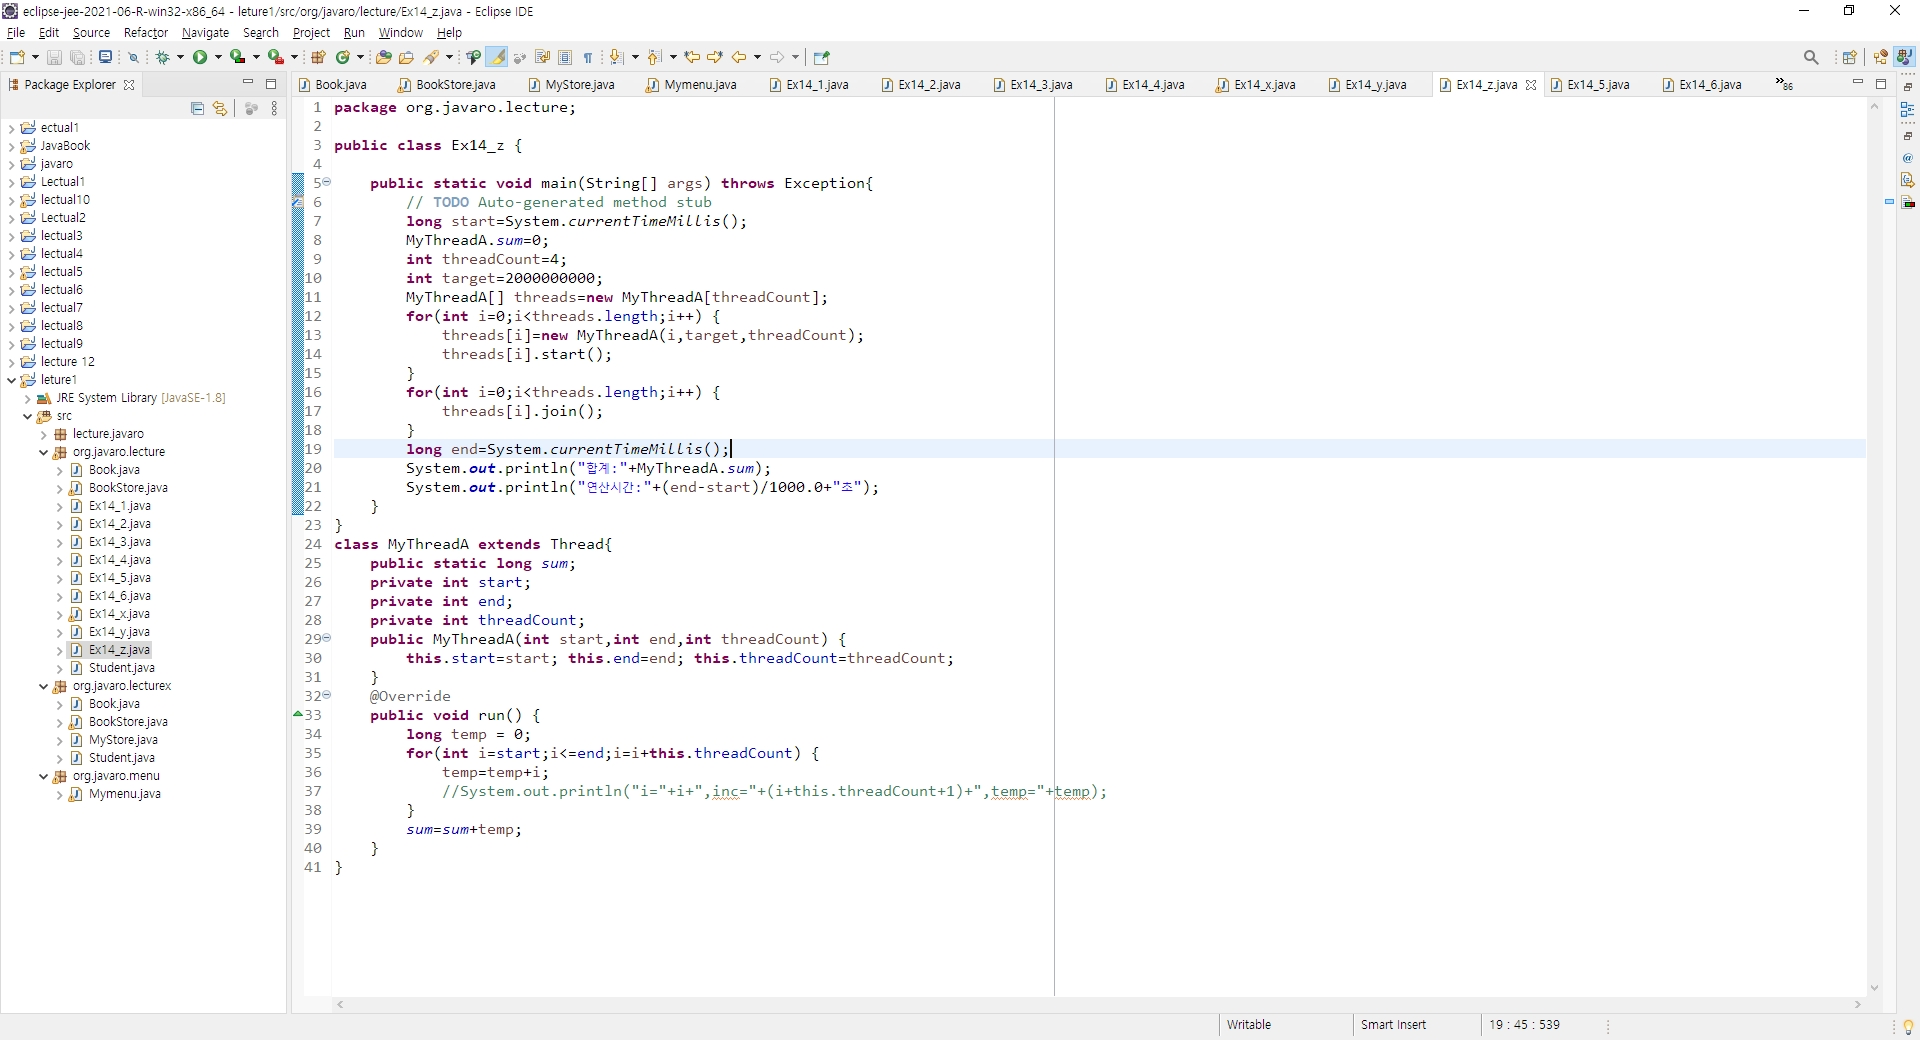 eclipse-jee-2021-06-R-win32-x86_64 - leture1/src/org/javaro/lecture/Ex14_z.java - Eclipse IDE
File Edit Source Refactor Navigate Search Project Run Window Help
Package Explorer
Book.java BookStore.java MyStore.java Mymenu.java Ex14_1.java Ex14_2.java Ex14_3.java Ex14_4.java Ex14_x.java Ex14_y.java Ex14_z.java Ex14_5.java Ex14_6.java »86
ectual1
JavaBook
javaro
Lectual1
lectual10
Lectual2
lectual3
lectual4
lectual5
lectual6
lectual7
lectual8
lectual9
lecture 12
leture1
JRE System Library [JavaSE-1.8]
src
lecture.javaro
org.javaro.lecture
Book.java
BookStore.java
Ex14_1.java
Ex14_2.java
Ex14_3.java
Ex14_4.java
Ex14_5.java
Ex14_6.java
Ex14_x.java
Ex14_y.java
Ex14_z.java
Student.java
org.javaro.lecturex
Book.java
BookStore.java
MyStore.java
Student.java
org.javaro.menu
Mymenu.java
1 package org.javaro.lecture;
2
3 public class Ex14_z {
4
5 public static void main(String[] args) throws Exception{
6 // TODO Auto-generated method stub
7 long start=System.currentTimeMillis();
8 MyThreadA.sum=0;
9 int threadCount=4;
10 int target=2000000000;
11 MyThreadA[] threads=new MyThreadA[threadCount];
12 for(int i=0;i<threads.length;i++) {
13 threads[i]=new MyThreadA(i,target,threadCount);
14 threads[i].start();
15 }
16 for(int i=0;i<threads.length;i++) {
17 threads[i].join();
18 }
19 long end=System.currentTimeMillis();
20 System.out.println("합계:"+MyThreadA.sum);
21 System.out.println("연산시간:"+(end-start)/1000.0+"초");
22 }
23 }
24 class MyThreadA extends Thread{
25 public static long sum;
26 private int start;
27 private int end;
28 private int threadCount;
29 public MyThreadA(int start,int end,int threadCount) {
30 this.start=start; this.end=end; this.threadCount=threadCount;
31 }
32 @Override
33 public void run() {
34 long temp = 0;
35 for(int i=start;i<=end;i=i+this.threadCount) {
36 temp=temp+i;
37 //System.out.println("i="+i+",inc="+(i+this.threadCount+1)+",temp="+temp);
38 }
39 sum=sum+temp;
40 }
41 }
Writable Smart Insert 19 : 45 : 539